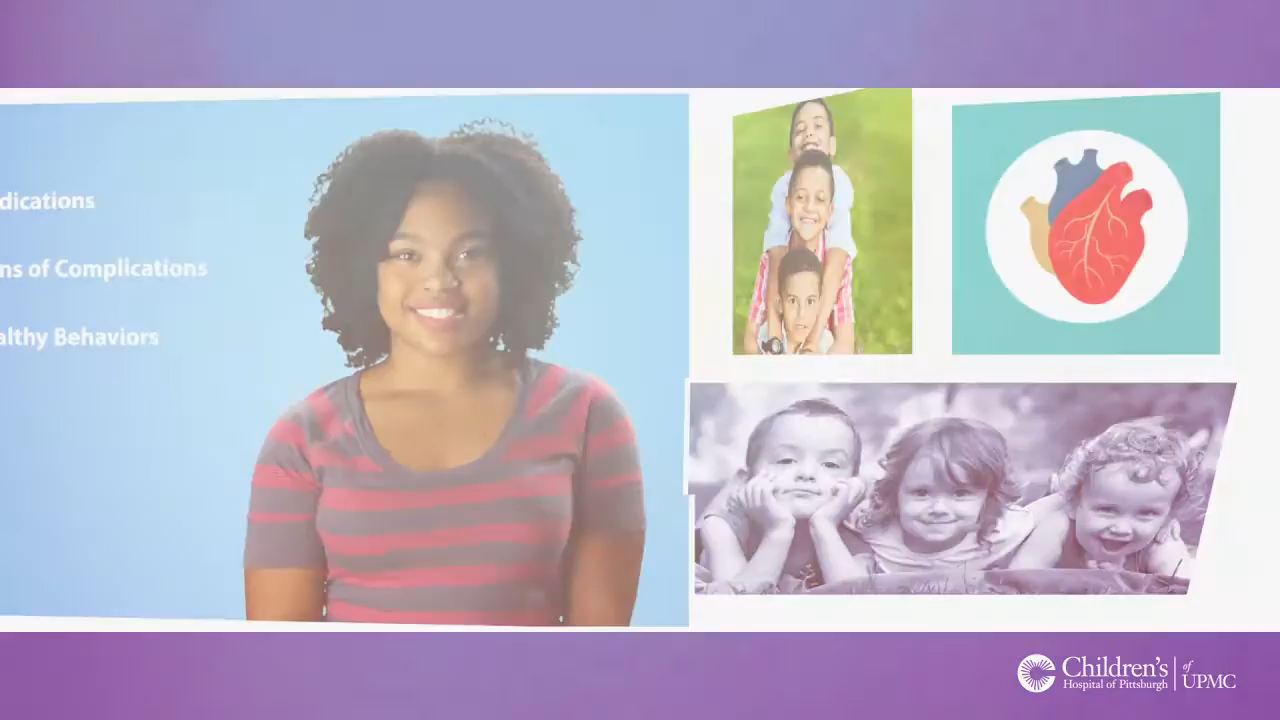 dications
ns of Complications
althy Behaviors
Children's
Hospital of Pittsburgh
of
UPMC